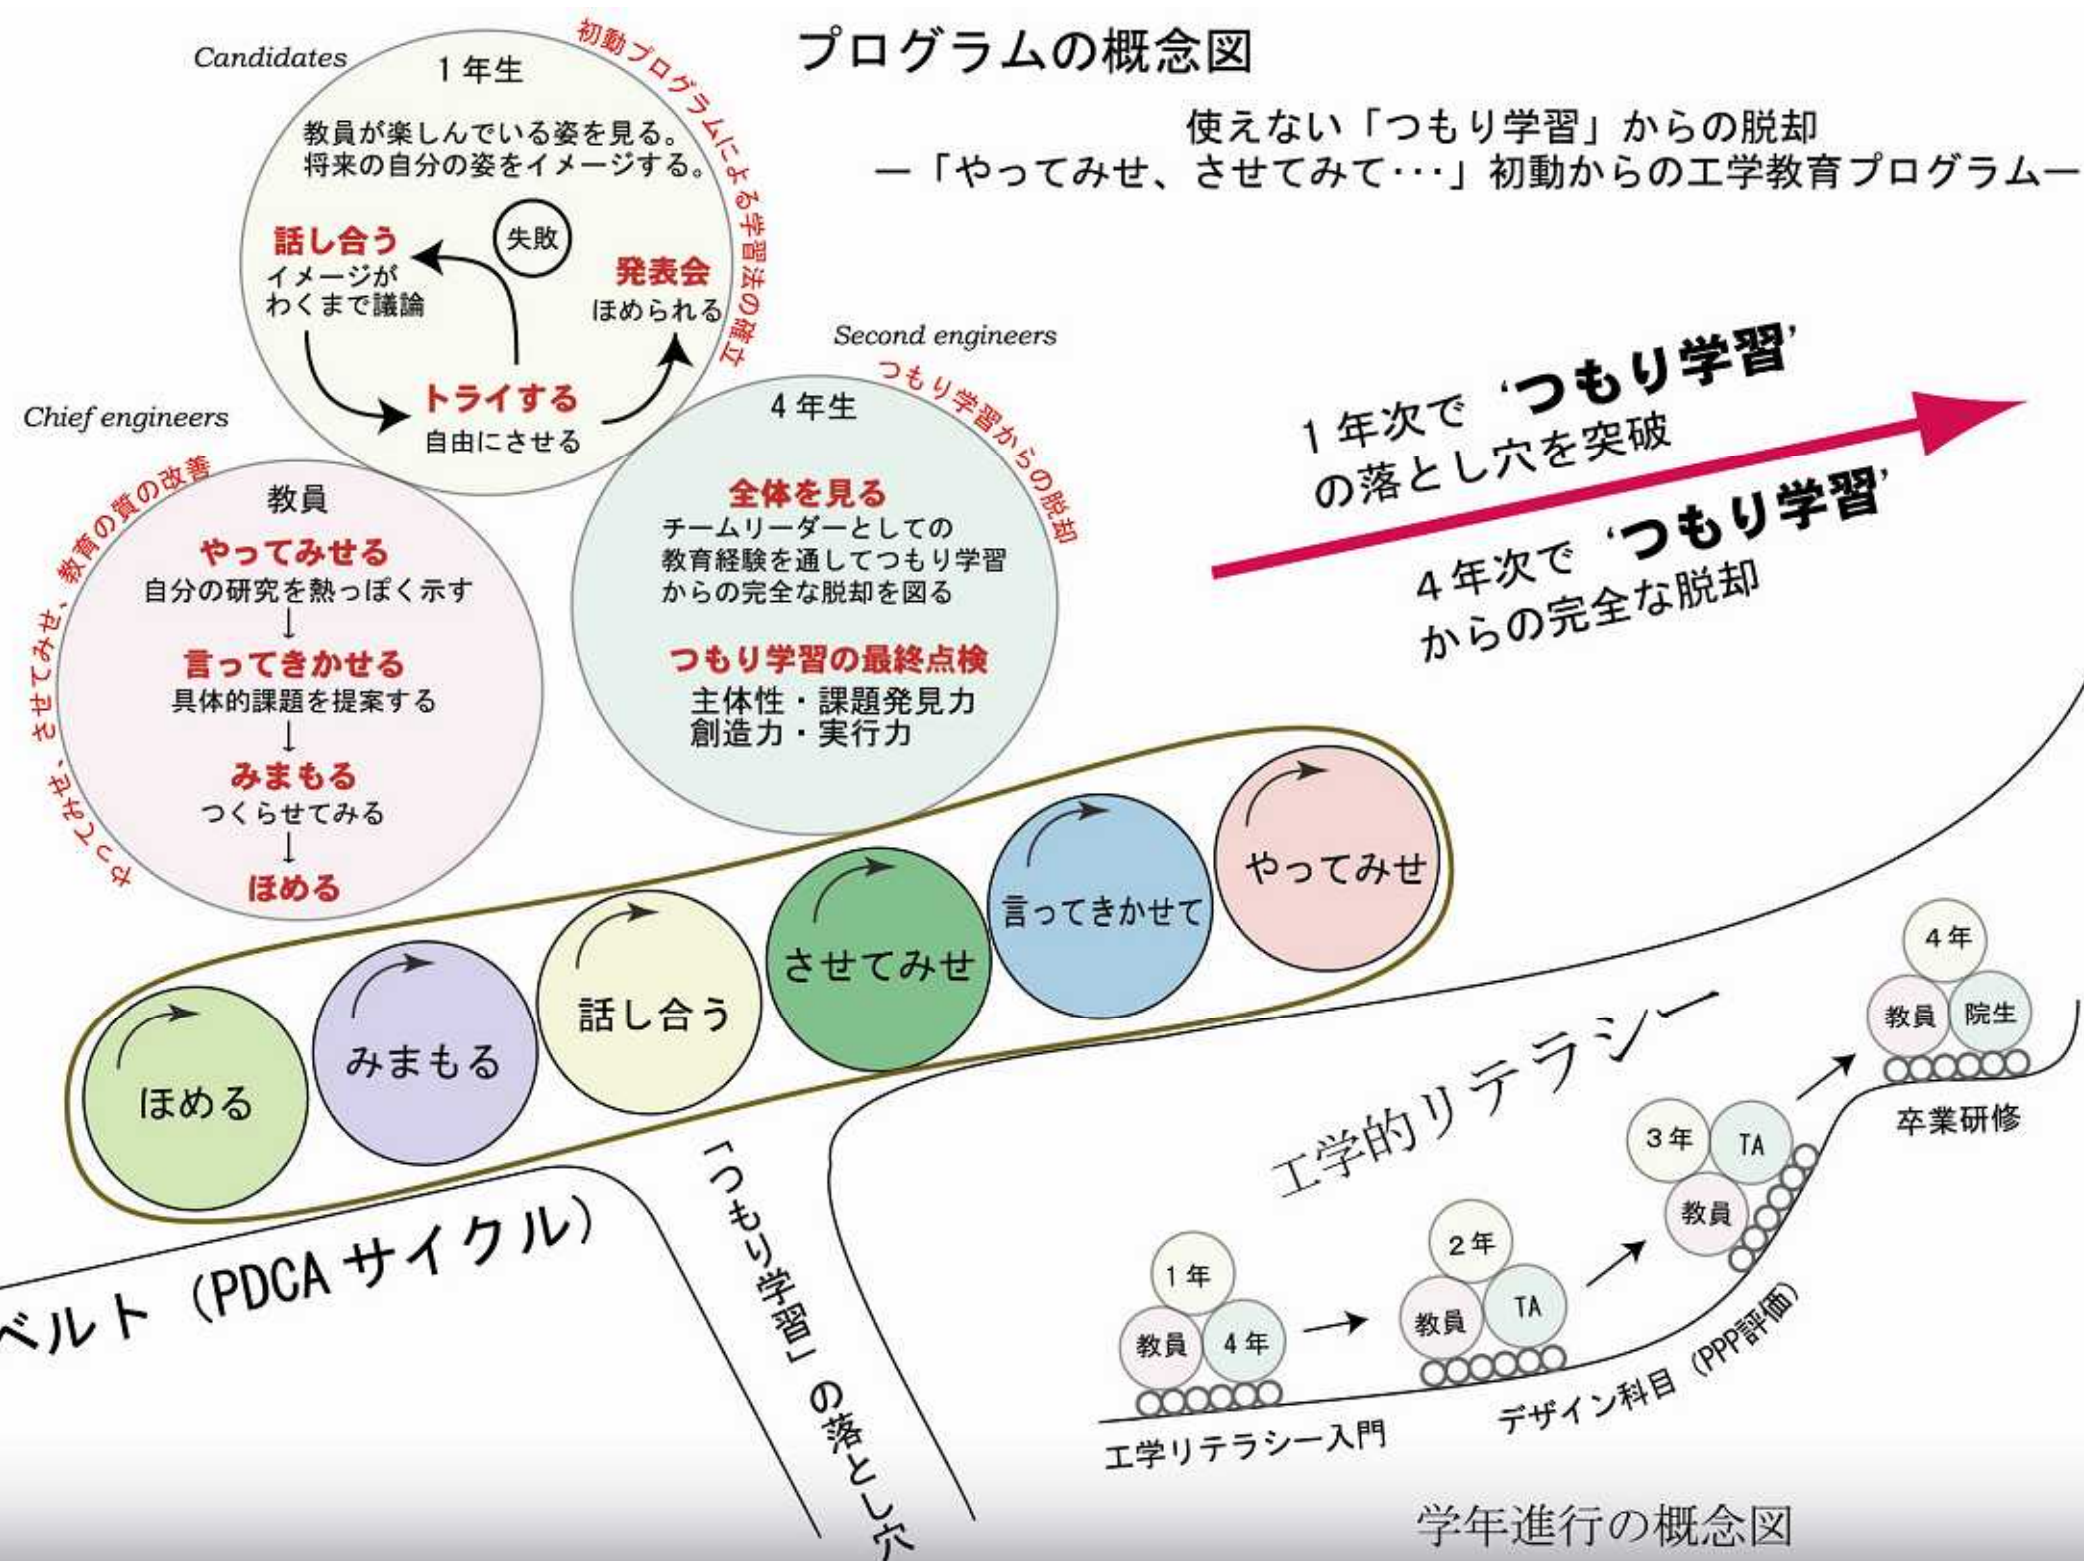 プログラムの概念図
使えない「つもり学習」からの脱却
―「やってみせ、させてみて･･･」初動からの工学教育プログラム―
Candidates
1年生
初動プログラムによる学習法の確立
教員が楽しんでいる姿を見る。
将来の自分の姿をイメージする。
失敗
話し合う
イメージが
わくまで議論
発表会
ほめられる
トライする
自由にさせる
Chief engineers
やってみせ、させてみせ、教育の質の改善
教員
やってみせる
自分の研究を熱っぽく示す
↓
言ってきかせる
具体的課題を提案する
↓
みまもる
つくらせてみる
↓
ほめる
Second engineers
つもり学習からの脱却
4年生
全体を見る
チームリーダーとしての
教育経験を通してつもり学習
からの完全な脱却を図る
つもり学習の最終点検
主体性・課題発見力
創造力・実行力
1年次で ‘つもり学習’
の落とし穴を突破
4年次で ‘つもり学習’
からの完全な脱却
ほめる
みまもる
話し合う
させてみせ
言ってきかせて
やってみせ
ベルト（PDCAサイクル）
「つもり学習」の落とし穴
工学的リテラシー
1年
教員
4年
工学リテラシー入門
2年
教員
TA
デザイン科目（PPP評価）
3年
TA
教員
4年
教員
院生
卒業研修
学年進行の概念図